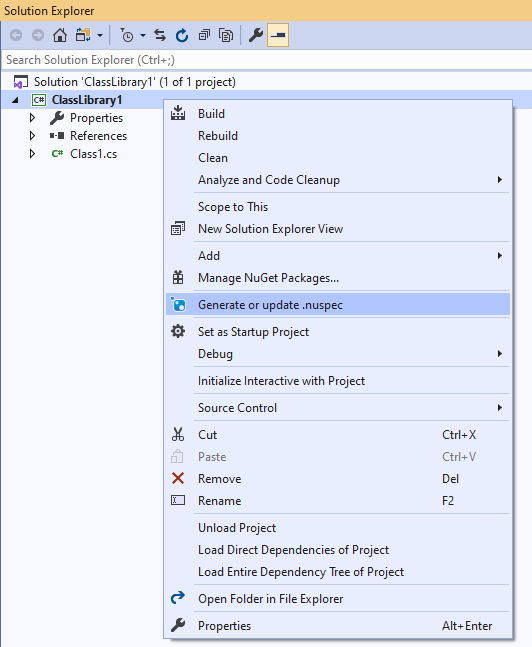 Solution Explorer
Search Solution Explorer (Ctrl+;)
Solution 'ClassLibrary1' (1 of 1 project)
C# ClassLibrary1
Properties
References
C# Class1.cs
Build
Rebuild
Clean
Analyze and Code Cleanup
Scope to This
New Solution Explorer View
Add
Manage NuGet Packages...
Generate or update .nuspec
Set as Startup Project
Debug
Initialize Interactive with Project
Source Control
Cut Ctrl+X
Paste Ctrl+V
Remove Del
Rename F2
Unload Project
Load Direct Dependencies of Project
Load Entire Dependency Tree of Project
Open Folder in File Explorer
Properties Alt+Enter